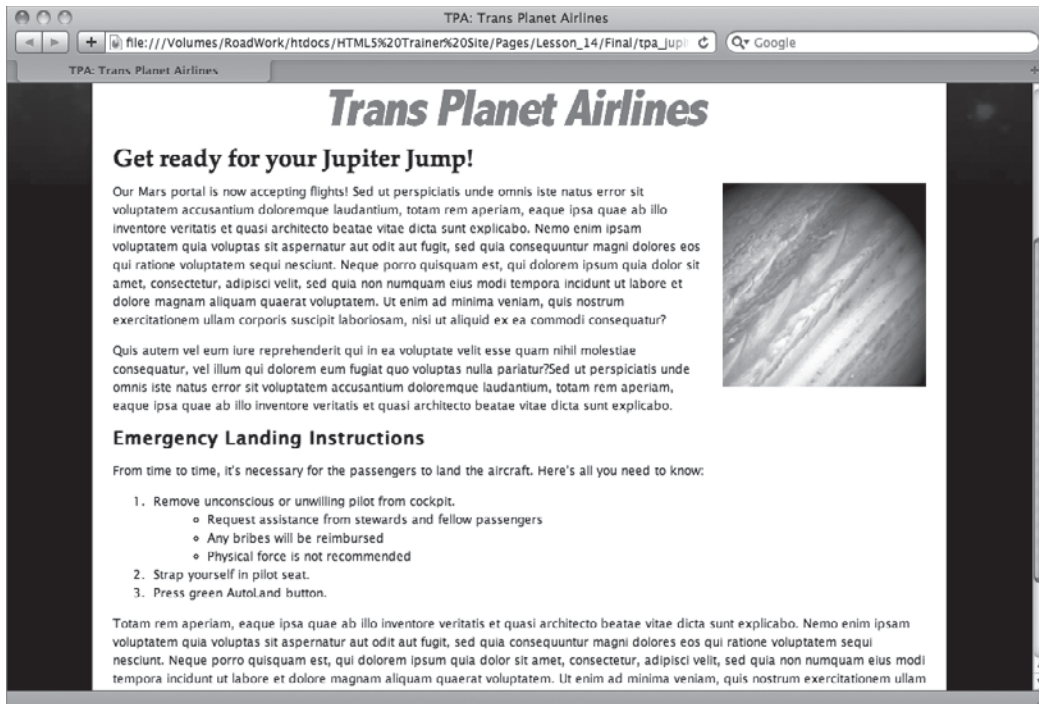 TPA: Trans Planet Airlines
file:///Volumes/RoadWork/htdocs/HTML5%20Trainer%20Site/Pages/Lesson_14/Final/tpa_jupi
Google
TPA: Trans Planet Airlines
Trans Planet Airlines
Get ready for your Jupiter Jump!
Our Mars portal is now accepting flights! Sed ut perspiciatis unde omnis iste natus error sit
voluptatem accusantium doloremque laudantium, totam rem aperiam, eaque ipsa quae ab illo
inventore veritatis et quasi architecto beatae vitae dicta sunt explicabo. Nemo enim ipsam
voluptatem quia voluptas sit aspernatur aut odit aut fugit, sed quia consequuntur magni dolores eos
qui ratione voluptatem sequi nesciunt. Neque porro quisquam est, qui dolorem ipsum quia dolor sit
amet, consectetur, adipisci velit, sed quia non numquam eius modi tempora incidunt ut labore et
dolore magnam aliquam quaerat voluptatem. Ut enim ad minima veniam, quis nostrum
exercitationem ullam corporis suscipit laboriosam, nisi ut aliquid ex ea commodi consequatur?
Quis autem vel eum iure reprehenderit qui in ea voluptate velit esse quam nihil molestiae
consequatur, vel illum qui dolorem eum fugiat quo voluptas nulla pariatur?Sed ut perspiciatis unde
omnis iste natus error sit voluptatem accusantium doloremque laudantium, totam rem aperiam,
eaque ipsa quae ab illo inventore veritatis et quasi architecto beatae vitae dicta sunt explicabo.
Emergency Landing Instructions
From time to time, it's necessary for the passengers to land the aircraft. Here's all you need to know:
1. Remove unconscious or unwilling pilot from cockpit.
Request assistance from stewards and fellow passengers
Any bribes will be reimbursed
Physical force is not recommended
2. Strap yourself in pilot seat.
3. Press green AutoLand button.
Totam rem aperiam, eaque ipsa quae ab illo inventore veritatis et quasi architecto beatae vitae dicta sunt explicabo. Nemo enim ipsam
voluptatem quia voluptas sit aspernatur aut odit aut fugit, sed quia consequuntur magni dolores eos qui ratione voluptatem sequi
nesciunt. Neque porro quisquam est, qui dolorem ipsum quia dolor sit amet, consectetur, adipisci velit, sed quia non numquam eius modi
tempora incidunt ut labore et dolore magnam aliquam quaerat voluptatem. Ut enim ad minima veniam, quis nostrum exercitationem ullam